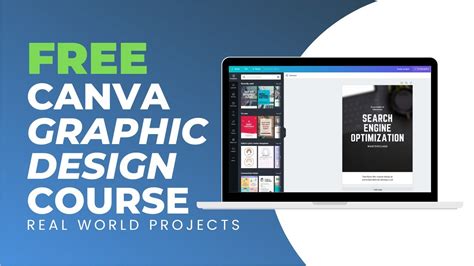 FREE
CANVA
GRAPHIC
DESIGN
COURSE
REAL WORLD PROJECTS
SEARCH
ENGINE
OPTIMIZATION